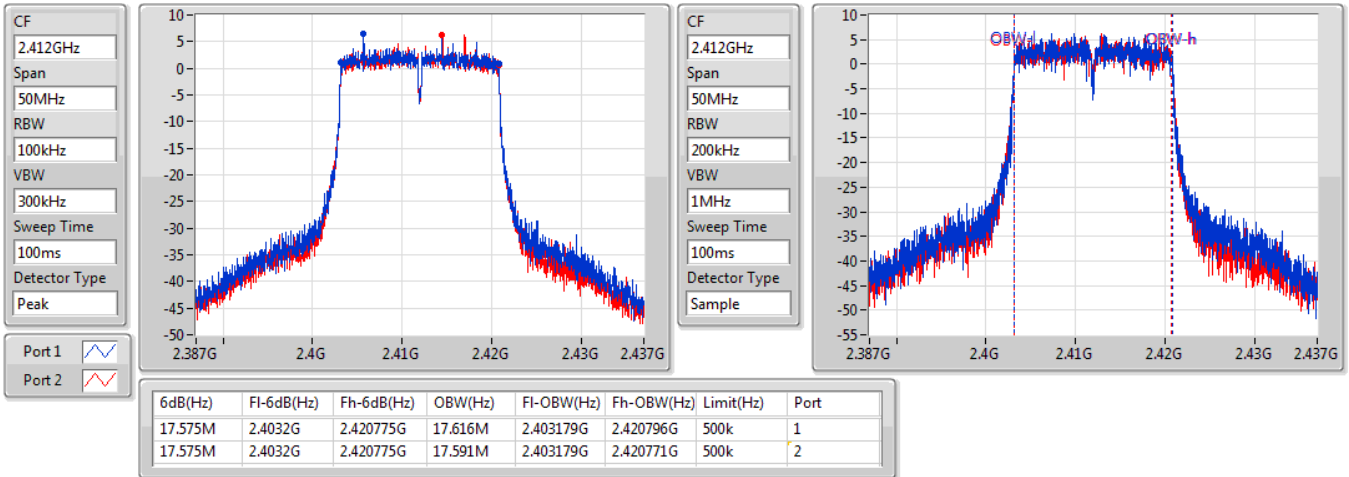 CF
2.412GHz
Span
50MHz
RBW
100kHz
VBW
300kHz
Sweep Time
100ms
Detector Type
Peak
Port 1
Port 2
10-
5-
0-
-5-
-10-
-15-
-20-
-25-
-30-
-35-
-40-
-45-
-50-
2.387G 2.4G 2.41G 2.42G 2.43G 2.437G
CF
2.412GHz
Span
50MHz
RBW
200kHz
VBW
1MHz
Sweep Time
100ms
Detector Type
Sample
10-
5-
0-
-5-
-10-
-15-
-20-
-25-
-30-
-35-
-40-
-45-
-50-
-55-
OBW-l OBW-h
2.387G 2.4G 2.41G 2.42G 2.43G 2.437G
6dB(Hz) Fl-6dB(Hz) Fh-6dB(Hz) OBW(Hz) Fl-OBW(Hz) Fh-OBW(Hz) Limit(Hz) Port
17.575M 2.4032G 2.420775G 17.616M 2.403179G 2.420796G 500k 1
17.575M 2.4032G 2.420775G 17.591M 2.403179G 2.420771G 500k 2